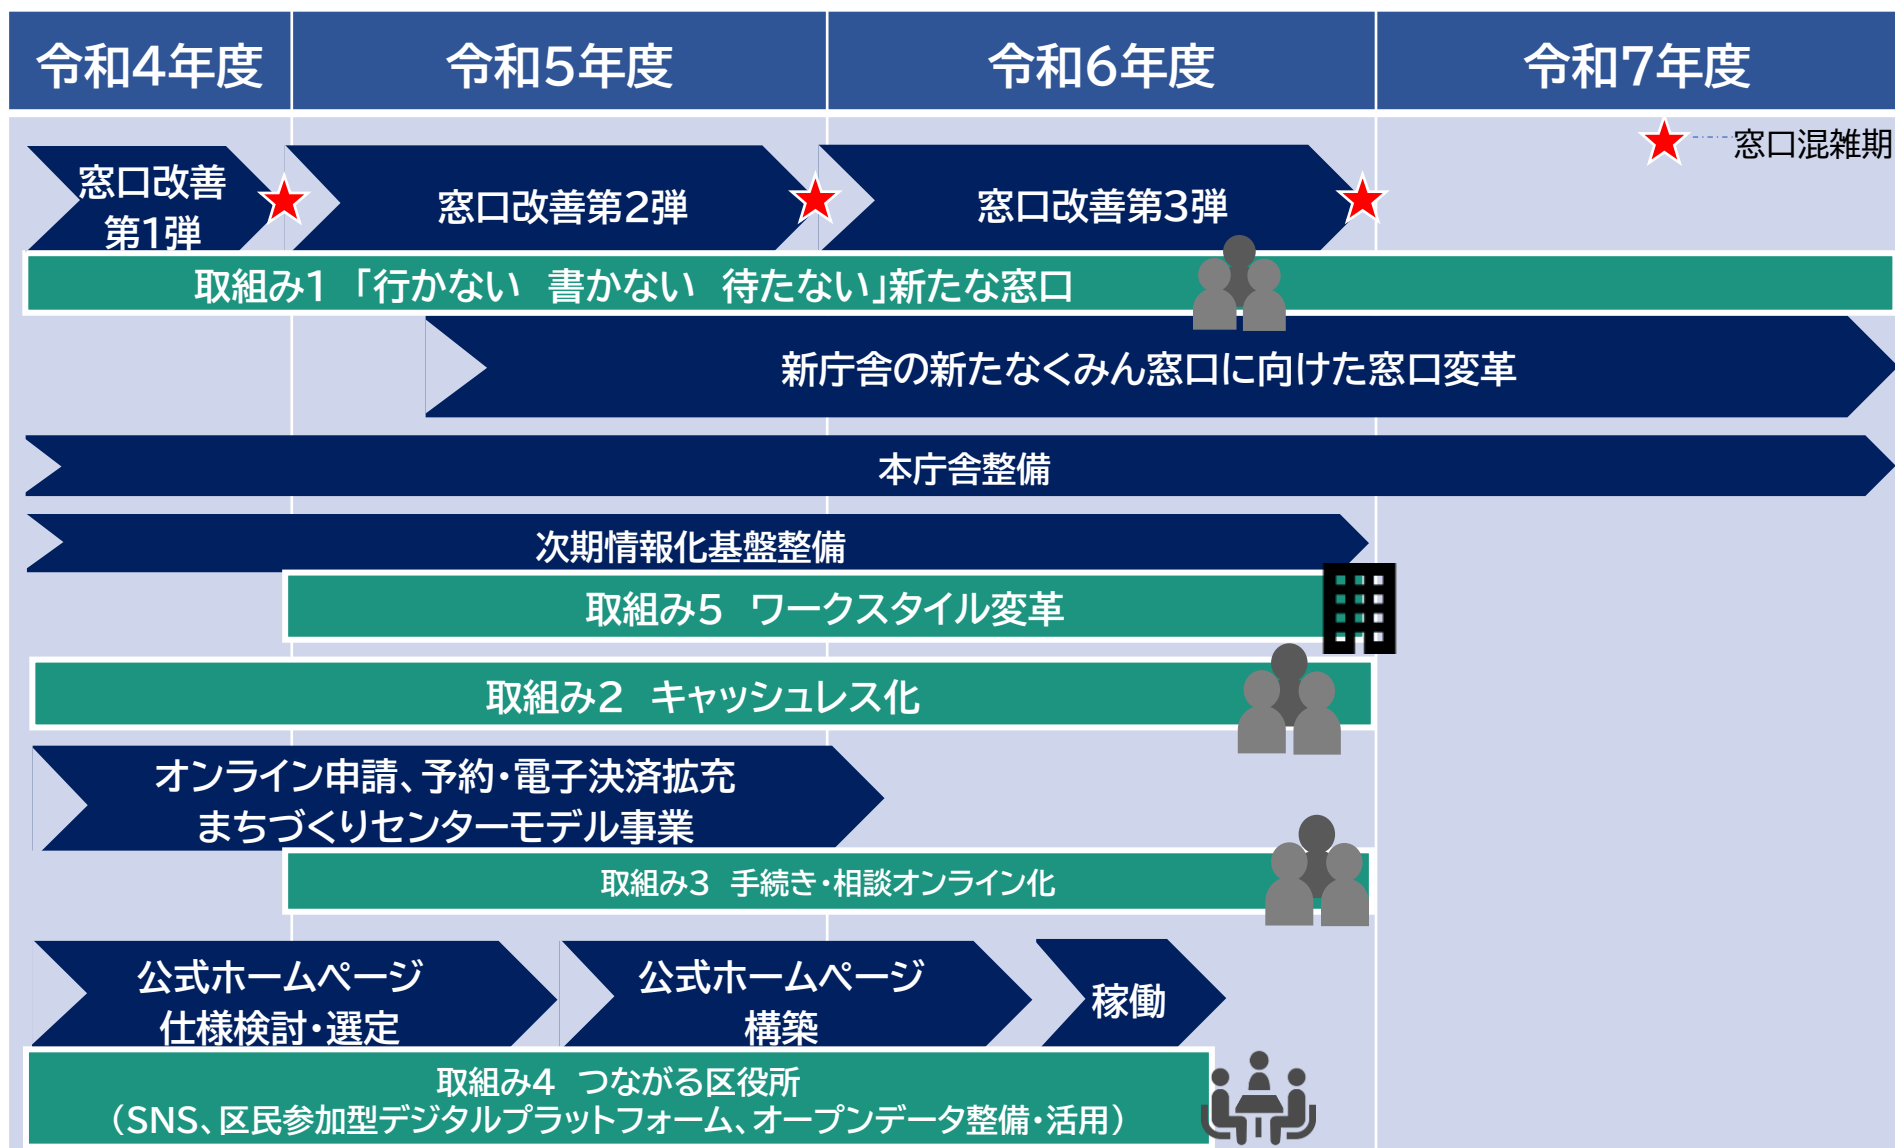 令和4年度
令和5年度
令和6年度
令和7年度
窓口混雑期
窓口改善
第1弾
窓口改善第2弾
窓口改善第3弾
取組み1　「行かない　書かない　待たない」新たな窓口
新庁舎の新たなくみん窓口に向けた窓口変革
本庁舎整備
次期情報化基盤整備
取組み5　ワークスタイル変革
取組み2　キャッシュレス化
オンライン申請、予約・電子決済拡充
まちづくりセンターモデル事業
取組み3　手続き・相談オンライン化
公式ホームページ
仕様検討・選定
公式ホームページ
構築
稼働
取組み4　つながる区役所
（SNS、区民参加型デジタルプラットフォーム、オープンデータ整備・活用）